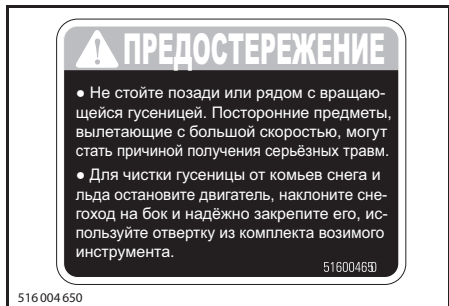 ПРЕДОСТЕРЕЖЕНИЕ
● Не стойте позади или рядом с вращаю-
щейся гусеницей. Посторонние предметы,
вылетающие с большой скоростью, могут
стать причиной получения серьёзных травм.
● Для чистки гусеницы от комьев снега и
льда остановите двигатель, наклоните сне-
гоход на бок и надёжно закрепите его, ис-
пользуйте отвертку из комплекта возимого
инструмента.
516004650
516 004 650